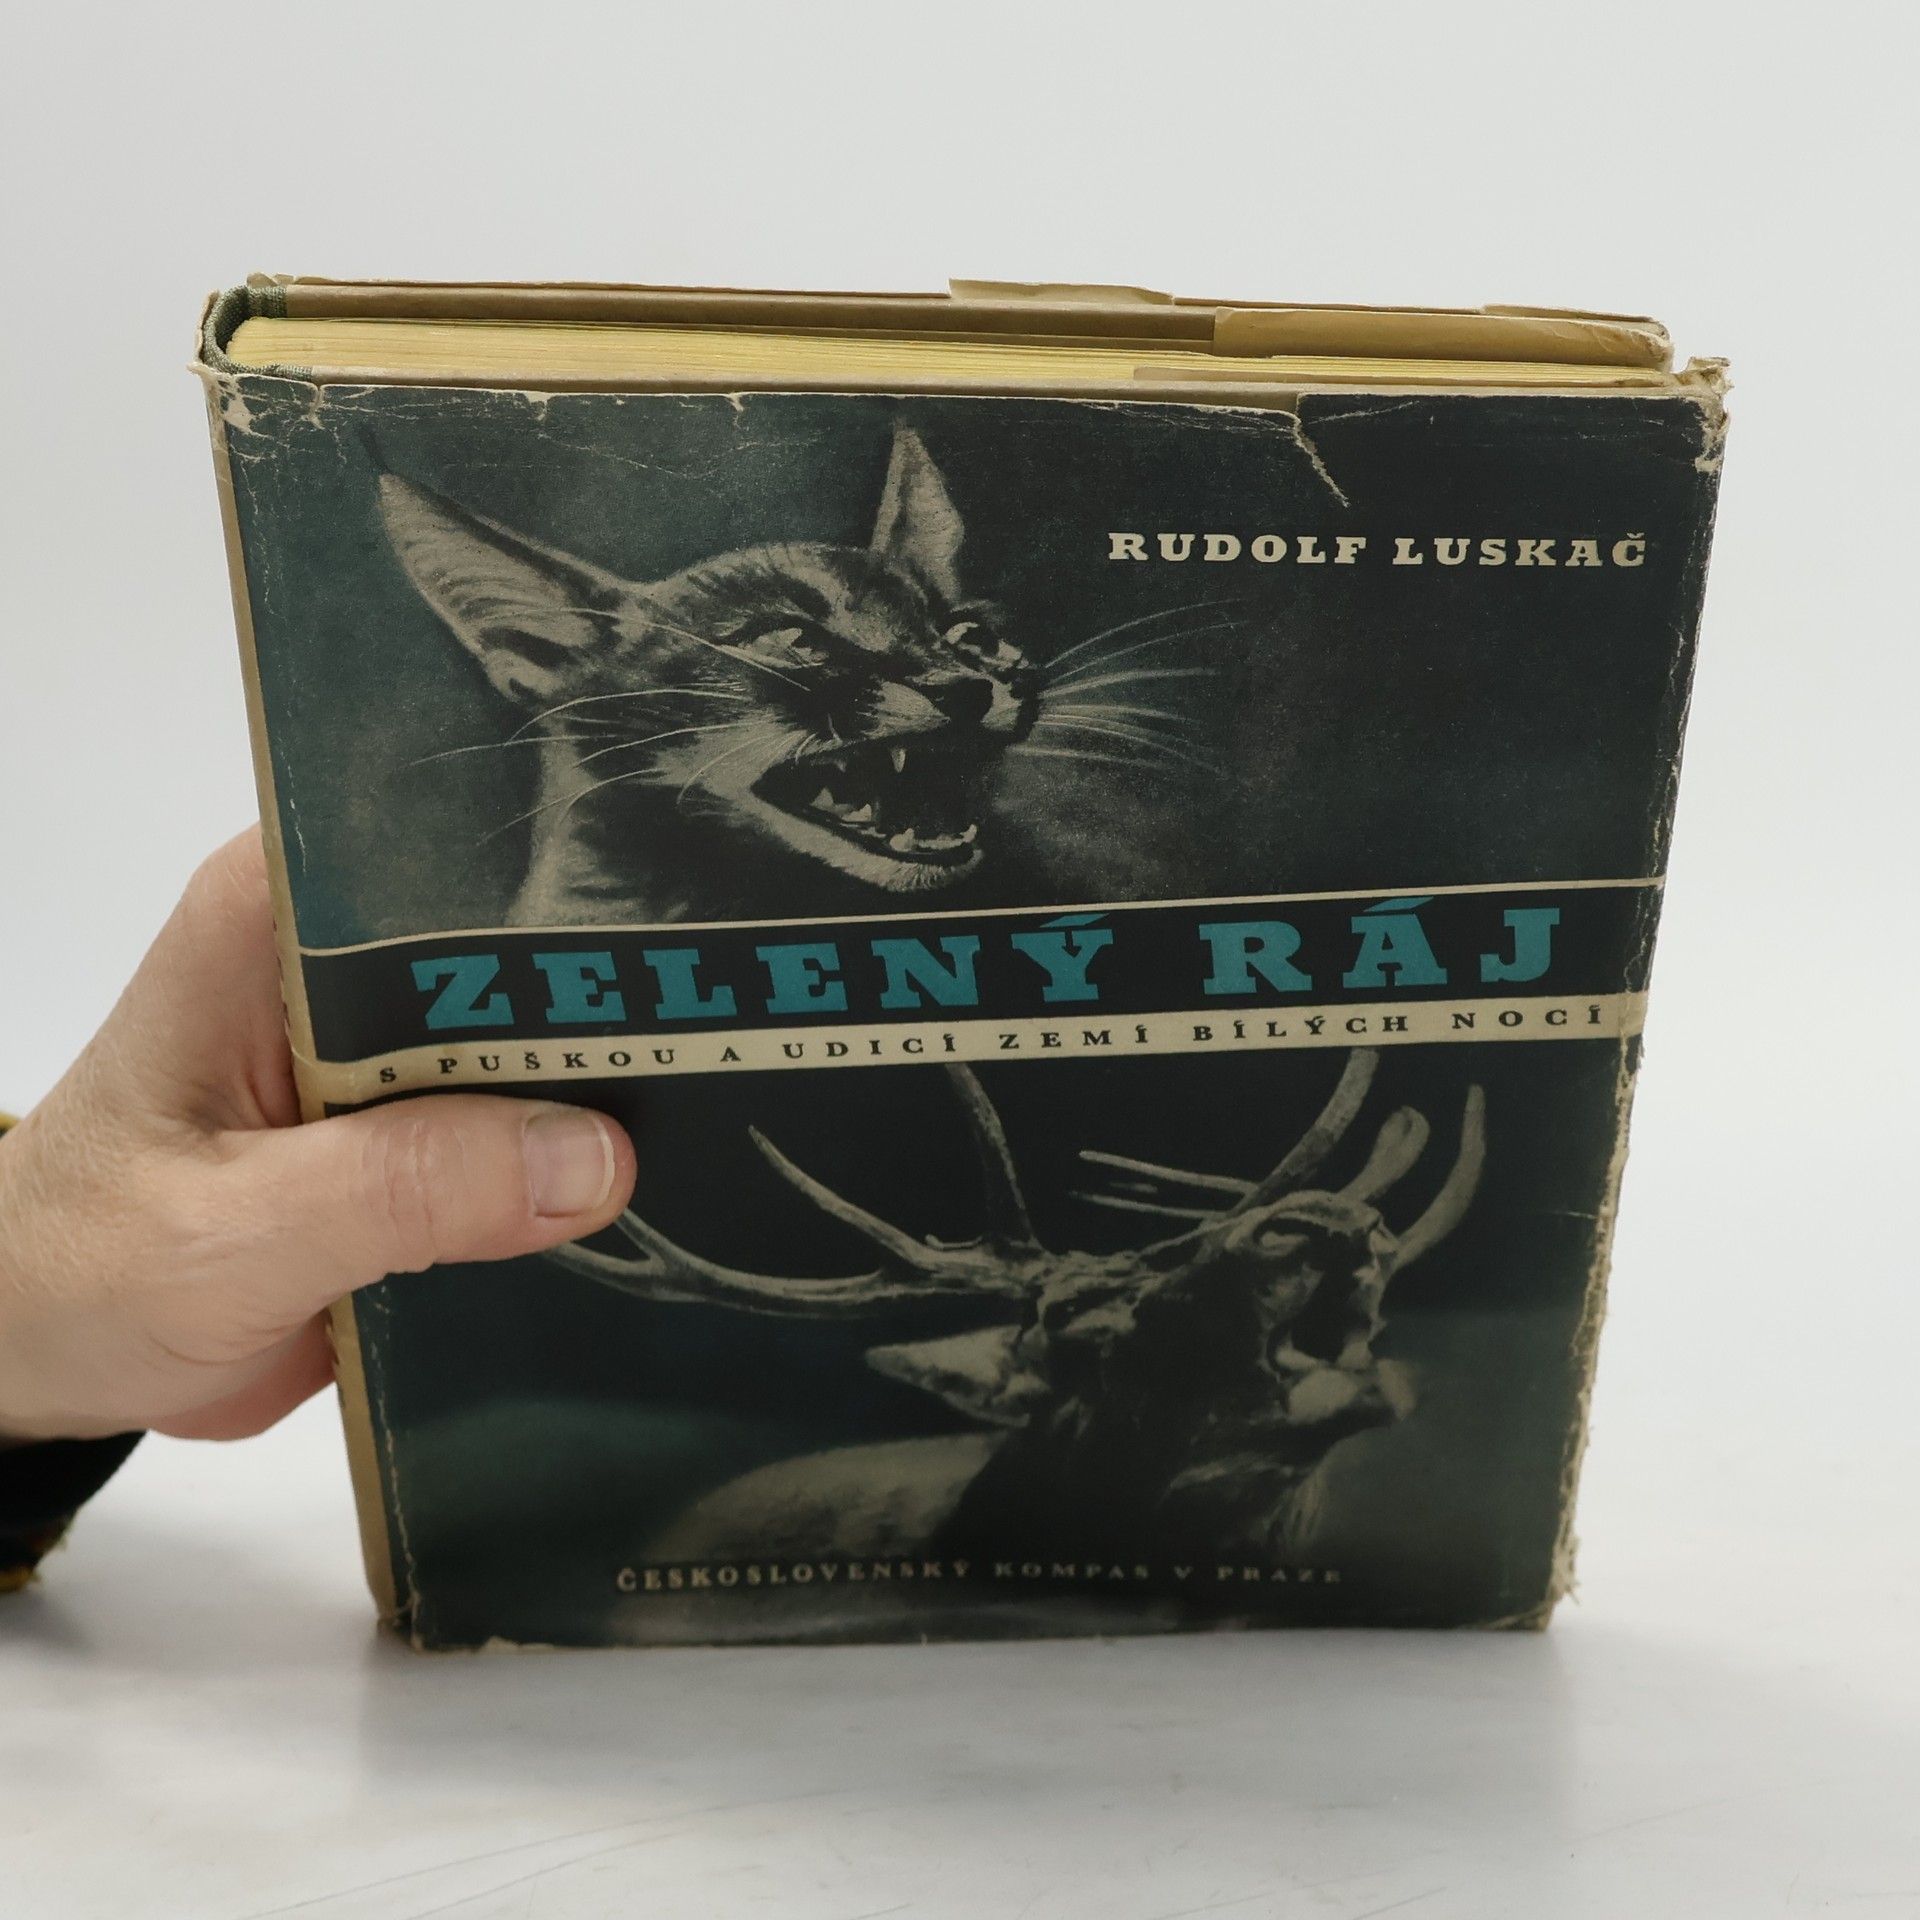 RUDOLF LUSKAČ
ZELENÝ RÁJ
S PUŠKOU A UDICÍ ZEMÍ BÍLÝCH NOCÍ
ČESKOSLOVENSKÝ KOMPAS V PRAZE